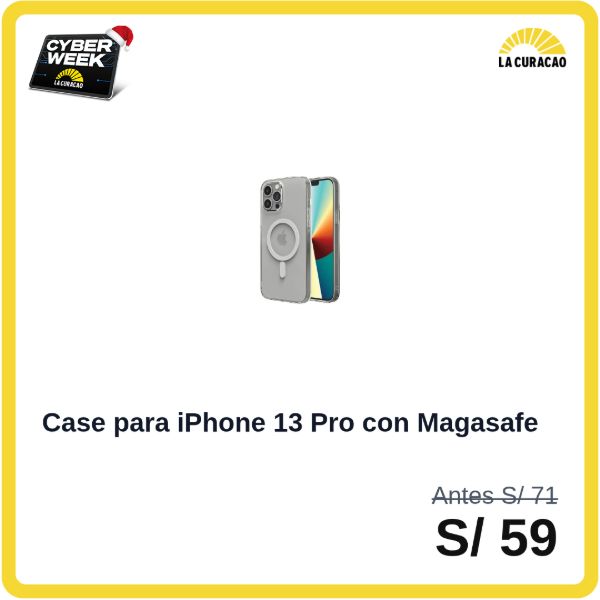 CYBER
WEEK
LA CURACAO
LA CURACAO
Case para iPhone 13 Pro con Magasafe
Antes S/ 71
S/ 59